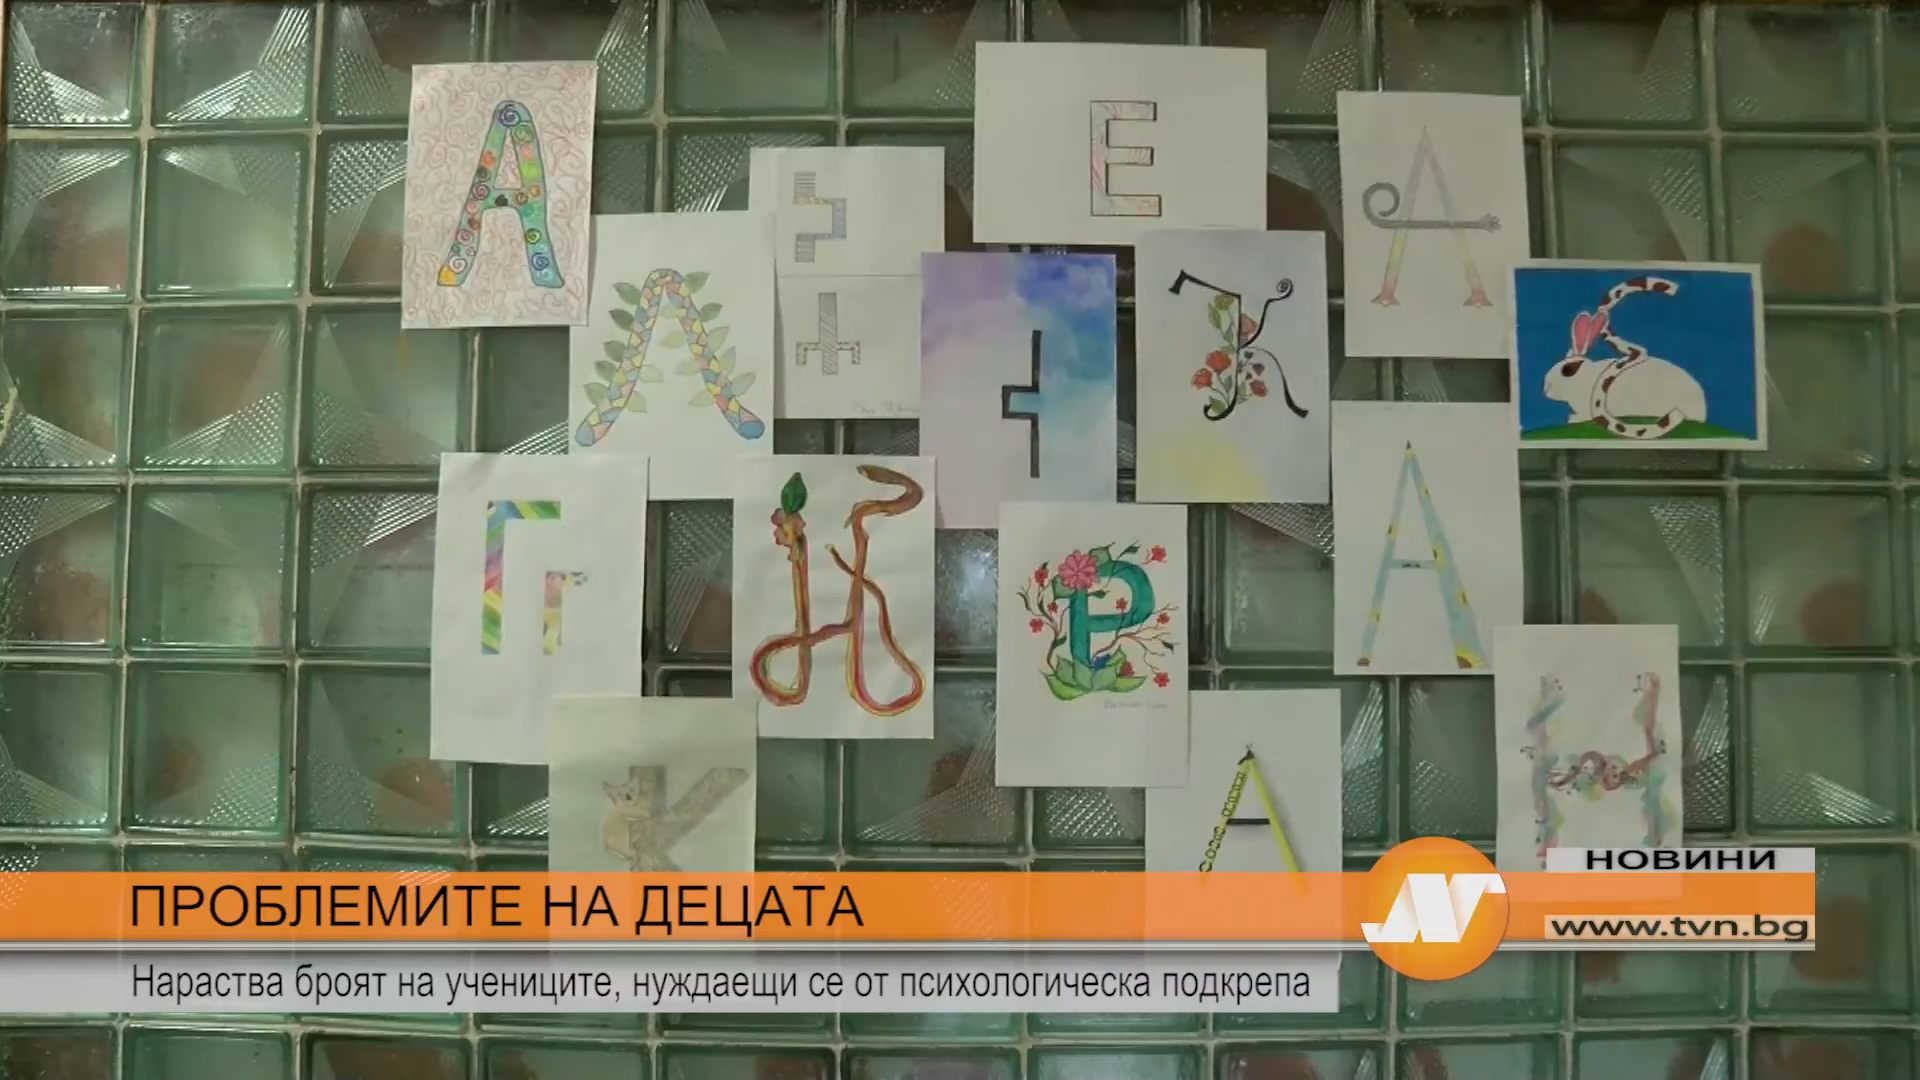 А
Е
А
А
К
Г
Н
Р
А
К
А
Н
НОВИНИ
ПРОБЛЕМИТЕ НА ДЕЦАТА
www.tvn.bg
Нараства броят на учениците, нуждаещи се от психологическа подкрепа